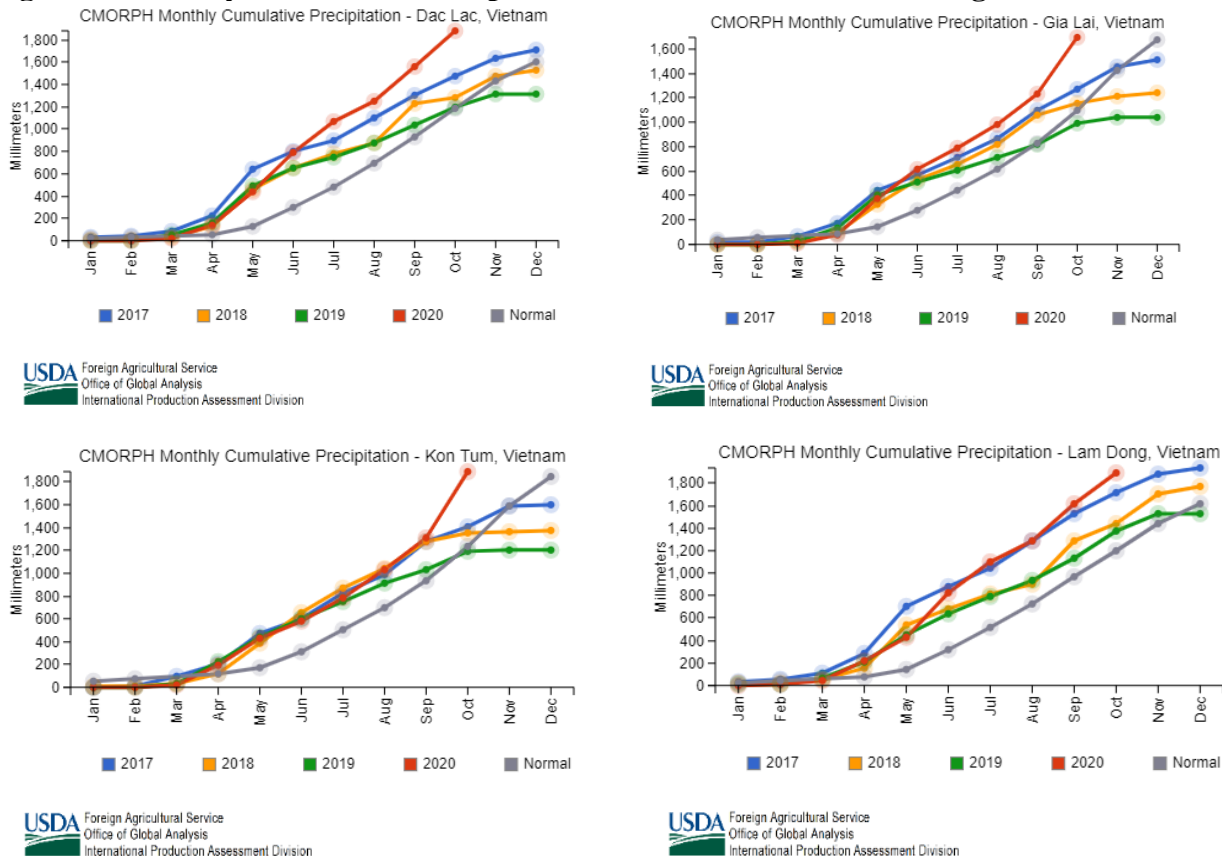 CMORPH Monthly Cumulative Precipitation - Dac Lac, Vietnam
Millimeters
1,800
1,600
1,400
1,200
1,000
800
600
400
200
0
Jan Feb Mar Apr May Jun Jul Aug Sep Oct Nov Dec
2017 2018 2019 2020 Normal
USDA
Foreign Agricultural Service
Office of Global Analysis
International Production Assessment Division
CMORPH Monthly Cumulative Precipitation - Gia Lai, Vietnam
Millimeters
1,600
1,400
1,200
1,000
800
600
400
200
0
Jan Feb Mar Apr May Jun Jul Aug Sep Oct Nov Dec
2017 2018 2019 2020 Normal
USDA
Foreign Agricultural Service
Office of Global Analysis
International Production Assessment Division
CMORPH Monthly Cumulative Precipitation - Kon Tum, Vietnam
Millimeters
1,800
1,600
1,400
1,200
1,000
800
600
400
200
0
Jan Feb Mar Apr May Jun Jul Aug Sep Oct Nov Dec
2017 2018 2019 2020 Normal
USDA
Foreign Agricultural Service
Office of Global Analysis
International Production Assessment Division
CMORPH Monthly Cumulative Precipitation - Lam Dong, Vietnam
Millimeters
1,800
1,600
1,400
1,200
1,000
800
600
400
200
0
Jan Feb Mar Apr May Jun Jul Aug Sep Oct Nov Dec
2017 2018 2019 2020 Normal
USDA
Foreign Agricultural Service
Office of Global Analysis
International Production Assessment Division